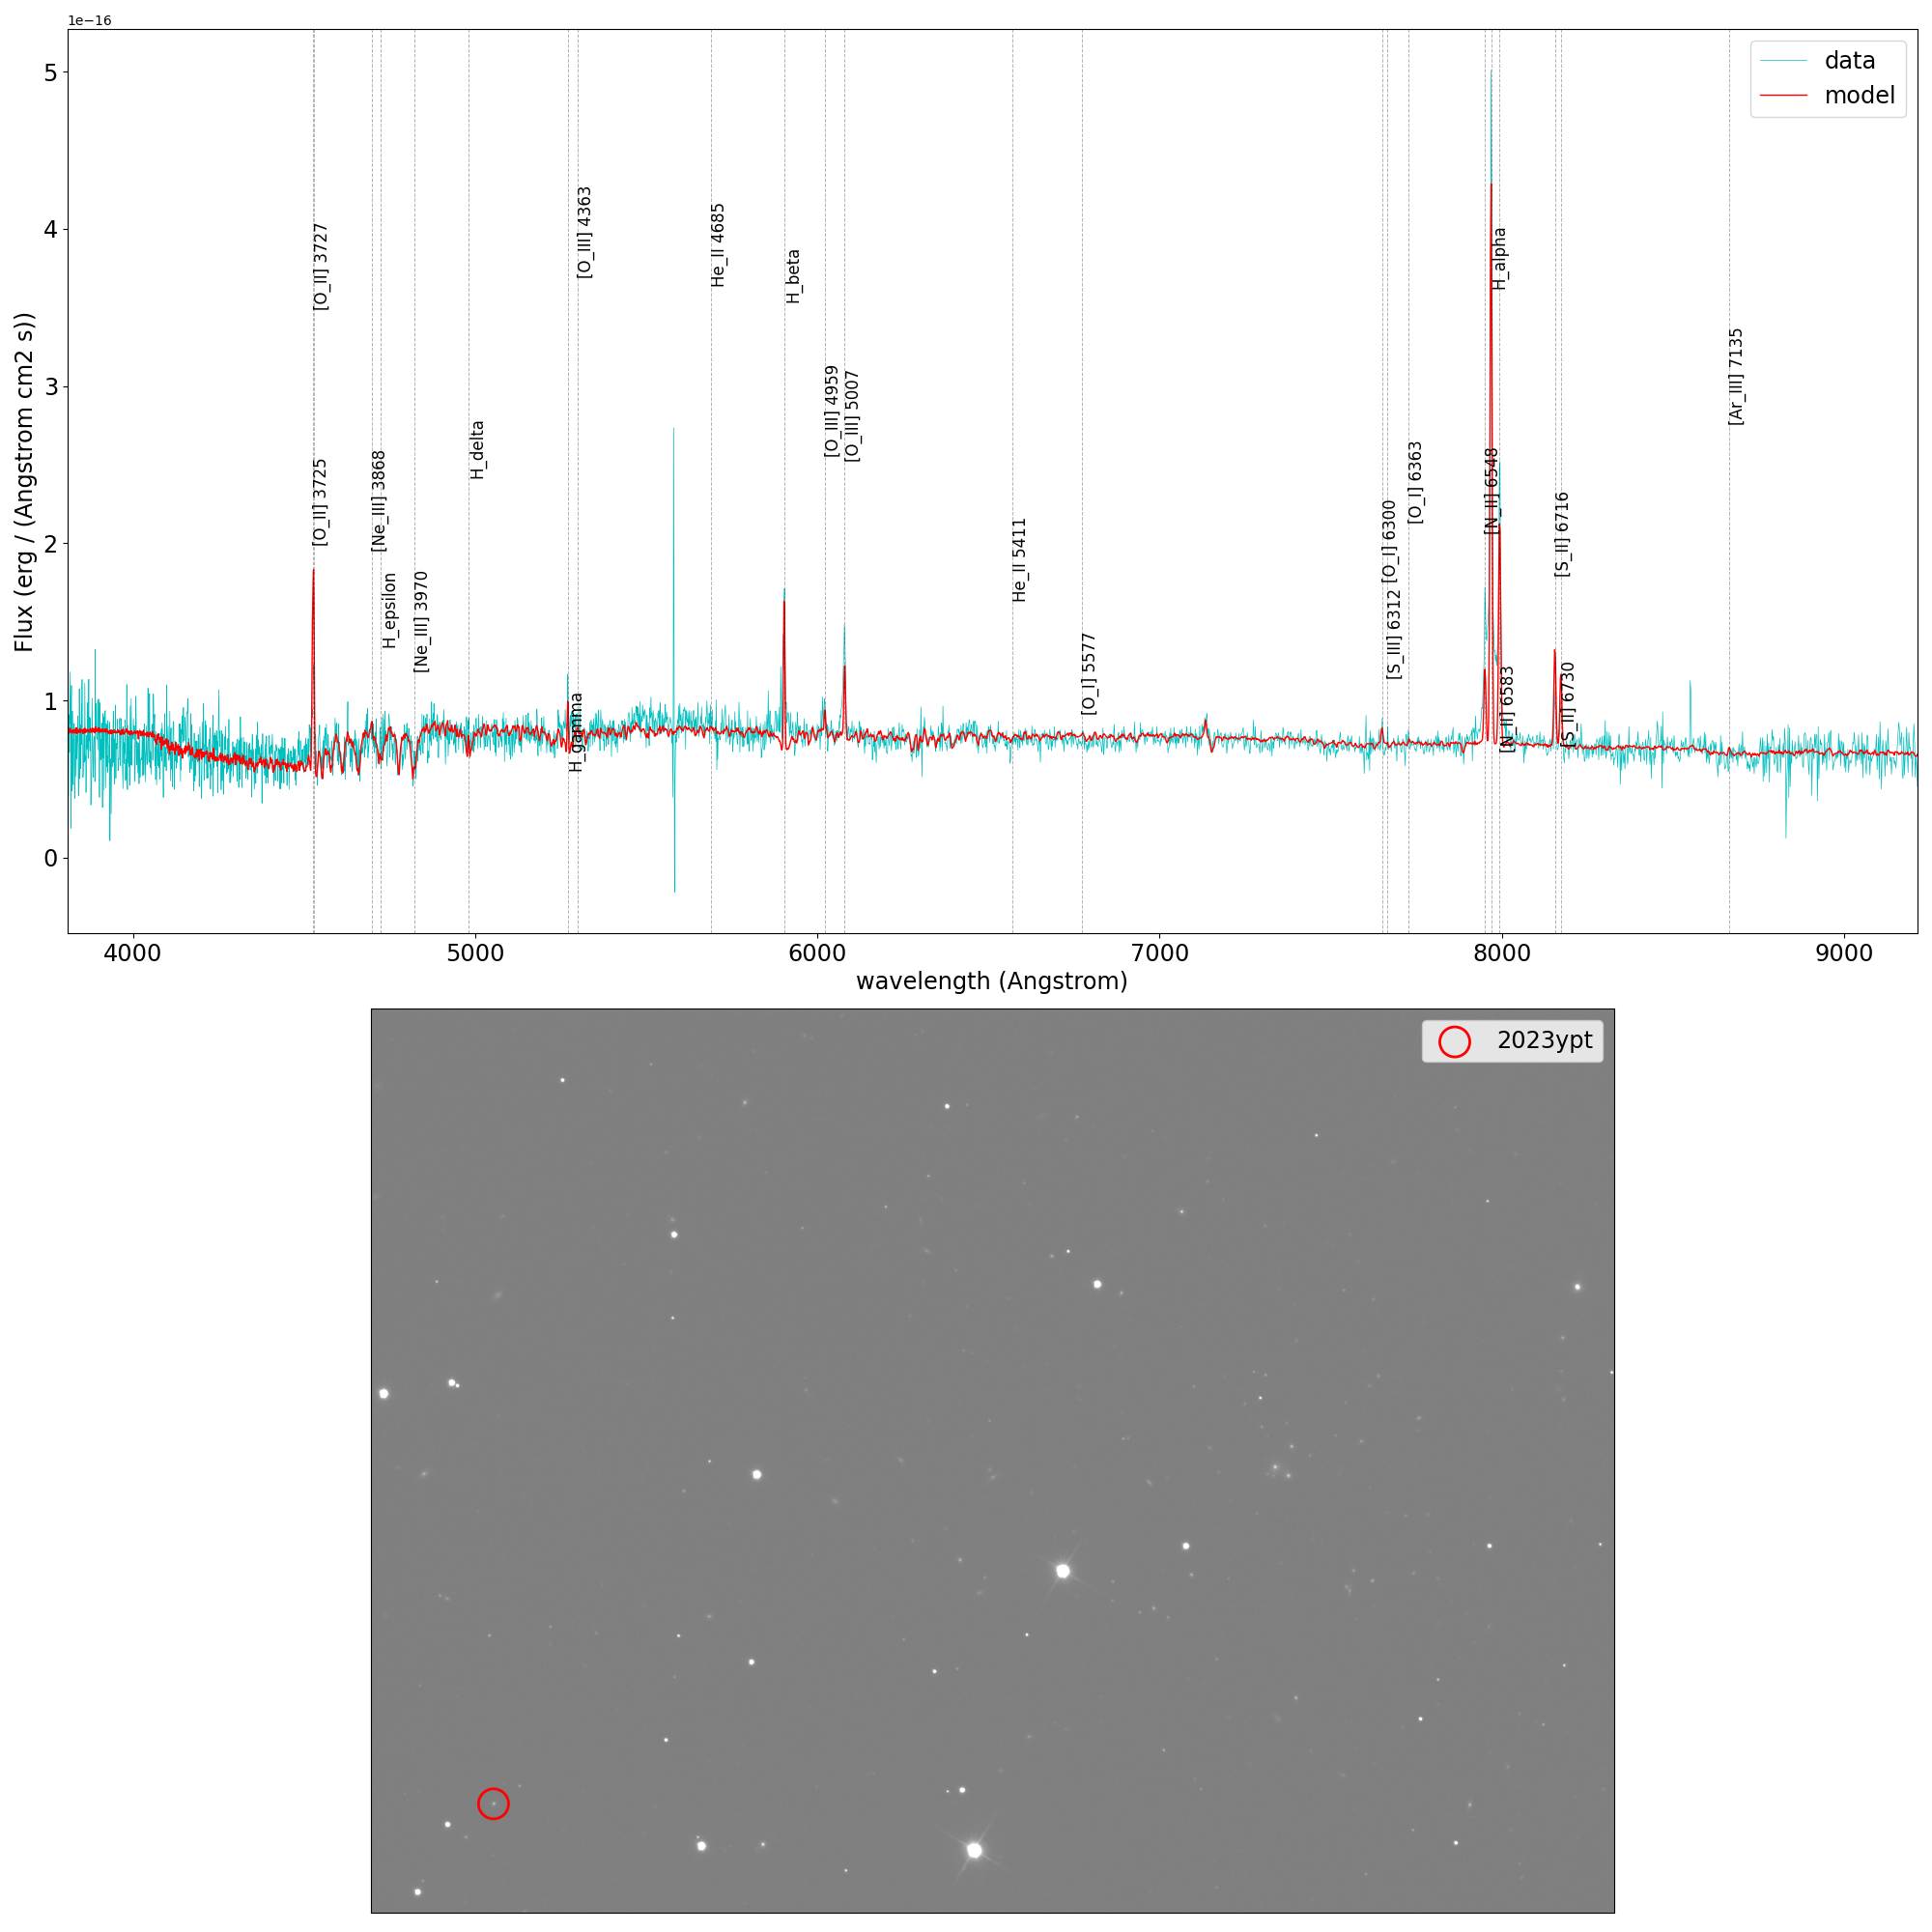 1e−16
data
model
5
4
3
2
1
0
Flux (erg / (Angstrom cm2 s))
[O_II] 3727
[O_II] 3725
[Ne_III] 3868
H_epsilon
[Ne_III] 3970
H_delta
[O_III] 4363
H_gamma
He_II 4685
H_beta
[O_III] 4959
[O_III] 5007
He_II 5411
[O_I] 5577
[O_I] 6300
[S_III] 6312
[O_I] 6363
[N_II] 6548
H_alpha
[N_II] 6583
[S_II] 6716
[S_II] 6730
[Ar_III] 7135
4000 5000 6000 7000 8000 9000
wavelength (Angstrom)
2023ypt